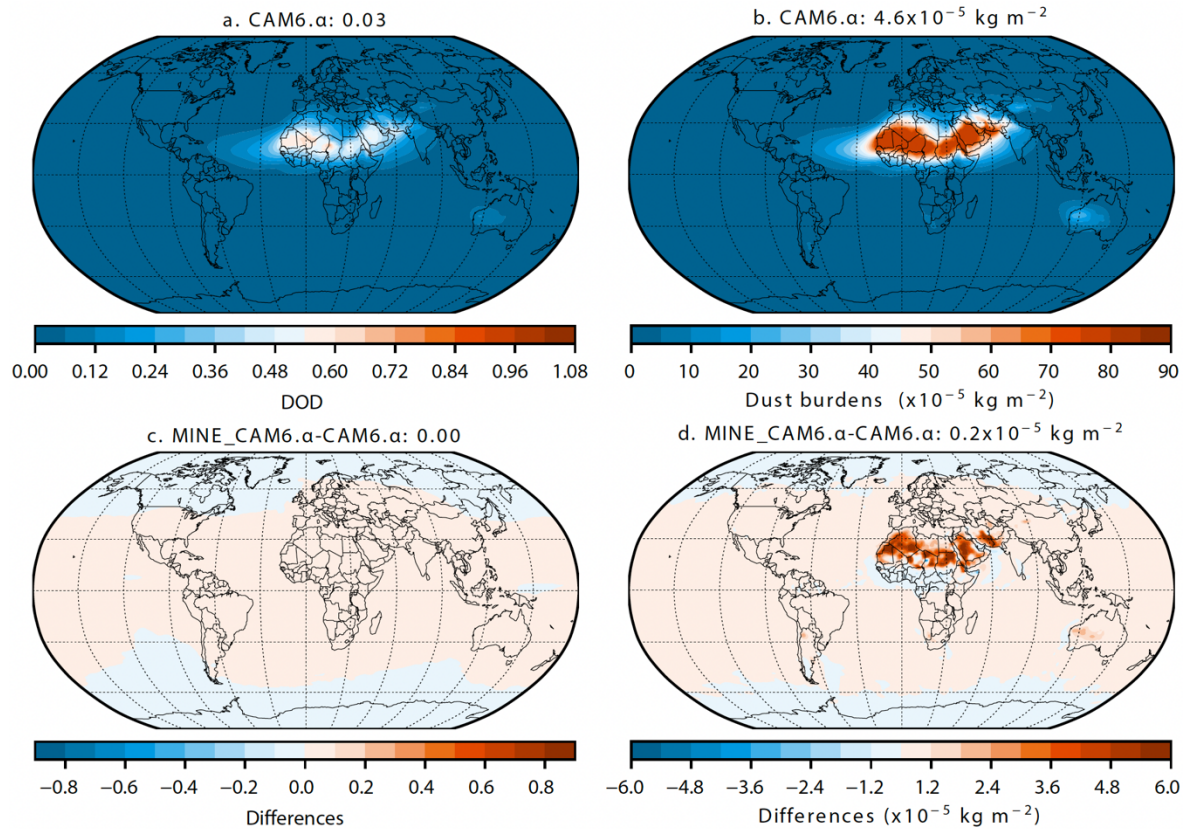 a. CAM6.α: 0.03
b. CAM6.α: 4.6x10⁻⁵ kg m⁻²
0.00 0.12 0.24 0.36 0.48 0.60 0.72 0.84 0.96 1.08
DOD
0 10 20 30 40 50 60 70 80 90
Dust burdens (x10⁻⁵ kg m⁻²)
c. MINE_CAM6.α-CAM6.α: 0.00
d. MINE_CAM6.α-CAM6.α: 0.2x10⁻⁵ kg m⁻²
−0.8 −0.6 −0.4 −0.2 0.0 0.2 0.4 0.6 0.8
Differences
−6.0 −3.6 −2.4 −1.2 1.2 2.4 3.6 4.8 6.0
Differences (x10⁻⁵ kg m⁻²)